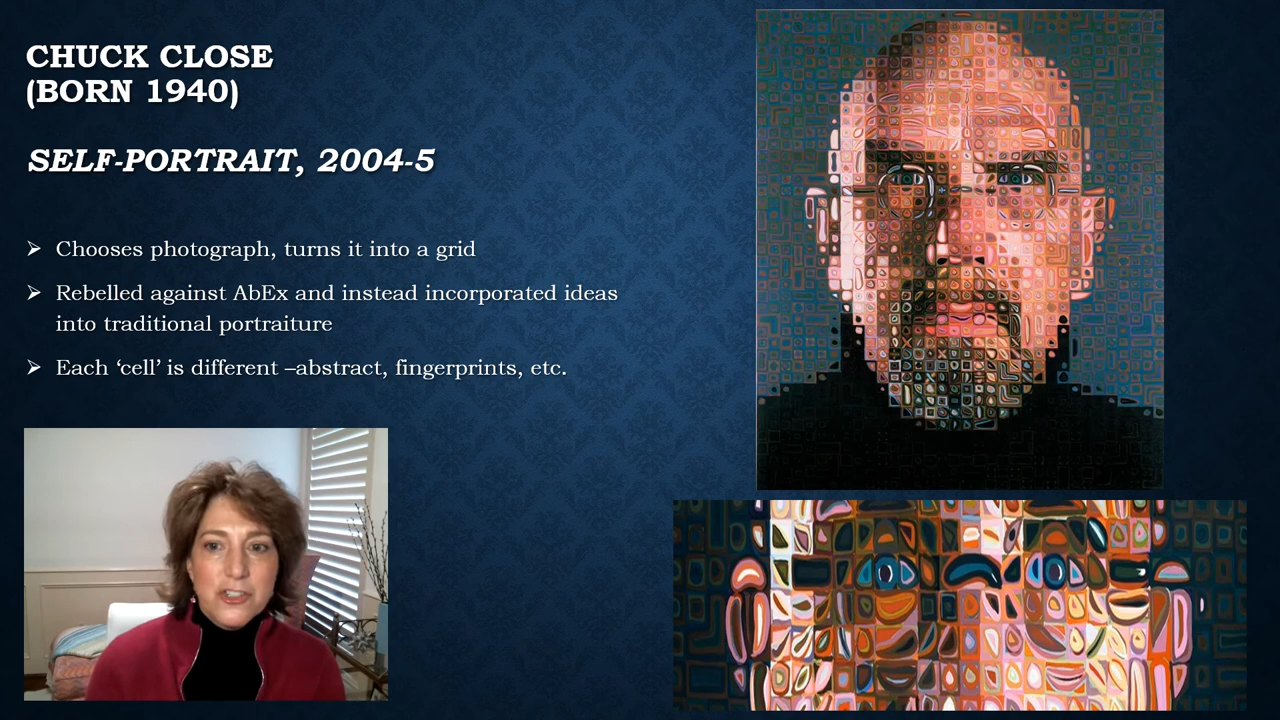 CHUCK CLOSE
(BORN 1940)
SELF-PORTRAIT, 2004-5
➢ Chooses photograph, turns it into a grid
➢ Rebelled against AbEx and instead incorporated ideas
into traditional portraiture
➢ Each ‘cell’ is different –abstract, fingerprints, etc.